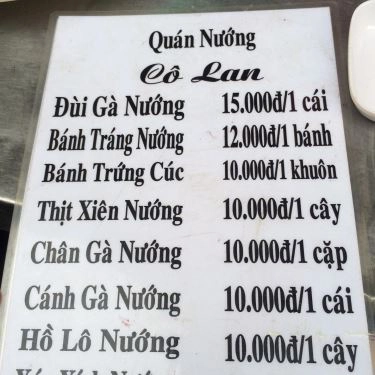 Quán Nướng
Cô Lan
Đùi Gà Nướng 15.000đ/1 cái
Bánh Tráng Nướng 12.000đ/1 bánh
Bánh Trứng Cúc 10.000đ/1 khuôn
Thịt Xiên Nướng 10.000đ/1 cây
Chân Gà Nướng 10.000đ/1 cặp
Cánh Gà Nướng 10.000đ/1 cái
Hồ Lô Nướng 10.000đ/1 cây